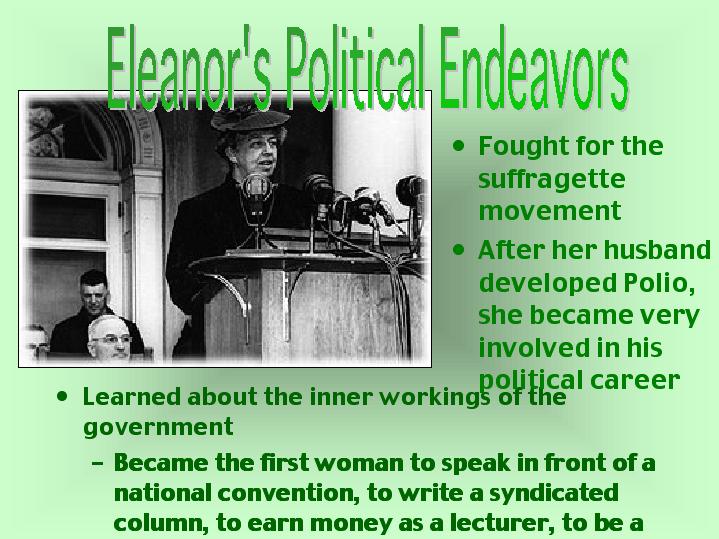 Eleanor's Political Endeavors
• Fought for the
suffragette
movement
• After her husband
developed Polio,
she became very
involved in his
political career
• Learned about the inner workings of the
government
– Became the first woman to speak in front of a
national convention, to write a syndicated
column, to earn money as a lecturer, to be a